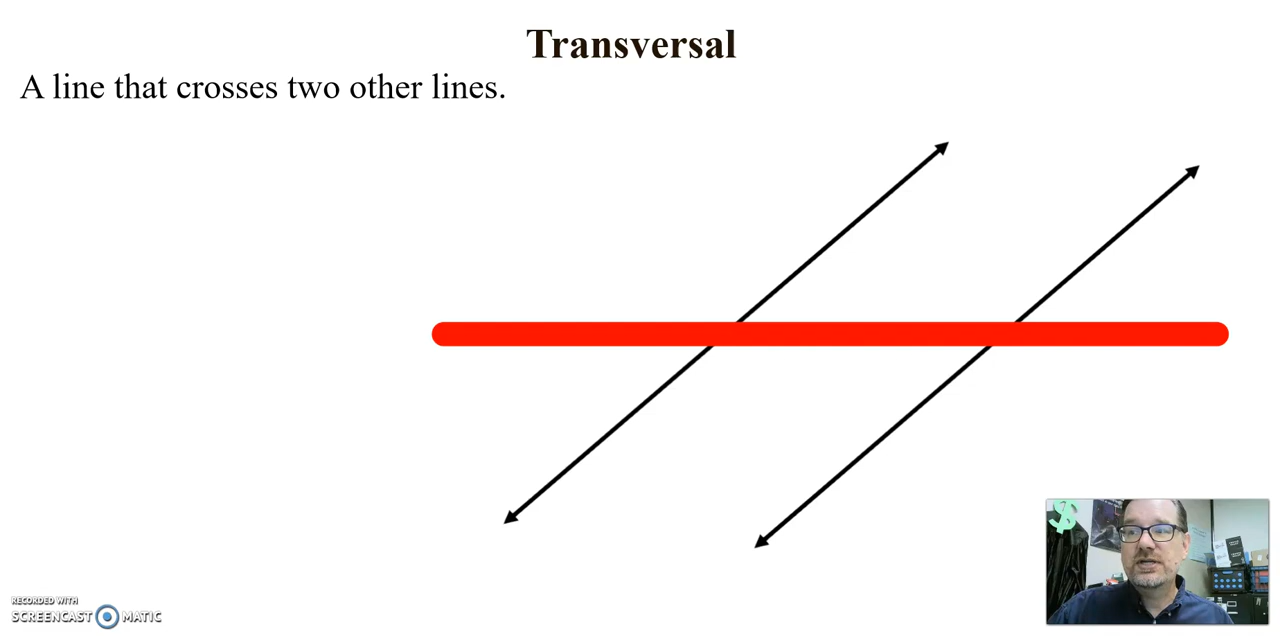 Transversal
A line that crosses two other lines.
$
RECORDED WITH
SCREENCAST MATIC